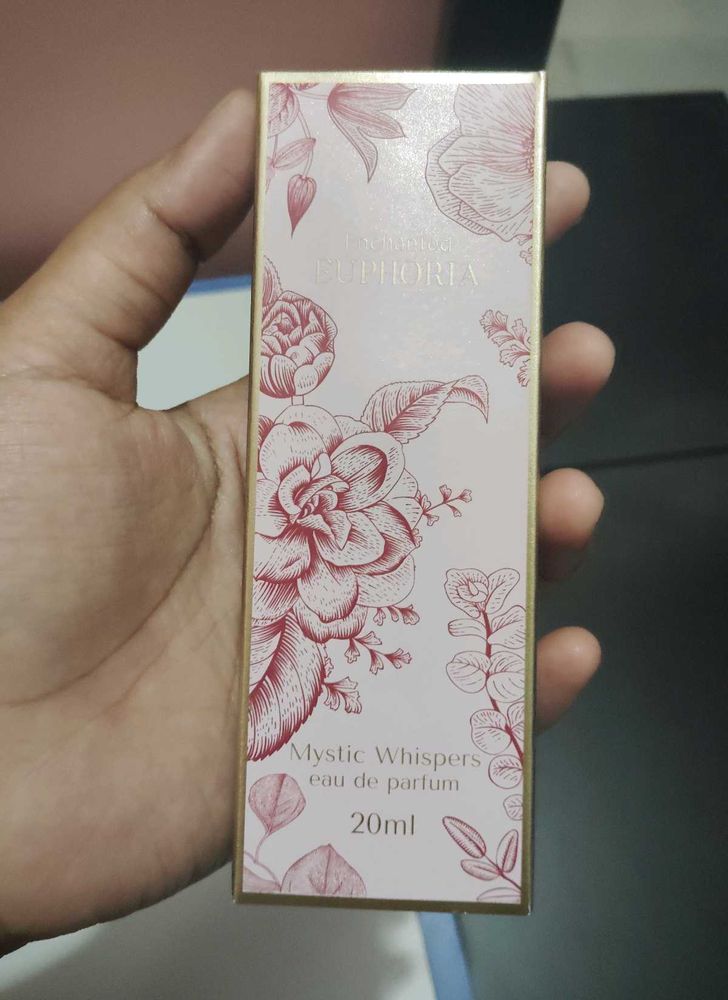 Enchanted
EUPHORIA
Mystic Whispers
eau de parfum
20ml